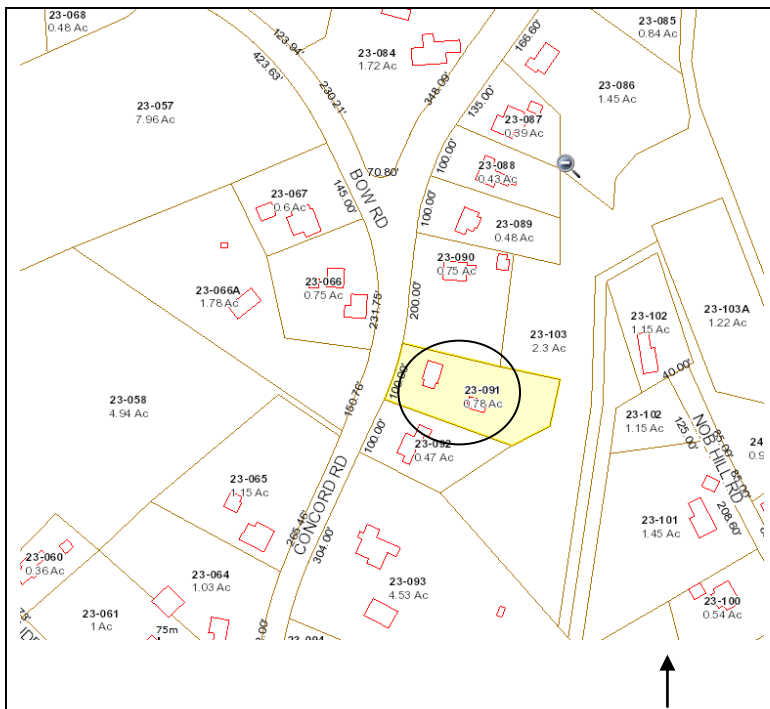 23-068
0.48 Ac
23-085
0.84 Ac
123.94'
423.63'
23-084
1.72 Ac
166.60'
230.21'
348.09'
135.00'
23-086
1.45 Ac
23-057
7.96 Ac
23-087
0.39 Ac
100.00'
23-088
0.43 Ac
70.80'
BOW RD
145.00'
23-067
0.6 Ac
100.00'
23-089
0.48 Ac
23-090
0.75 Ac
23-066A
1.78 Ac
23-066
0.75 Ac
231.75'
200.00'
23-103
2.3 Ac
23-102
1.15 Ac
23-103A
1.22 Ac
40.00'
100.00'
23-091
0.78 Ac
23-058
4.94 Ac
150.76'
100.00'
23-092
0.47 Ac
23-102
1.15 Ac
125.00'
NOB HILL RD
85.00'
85.00'
24
0.9
208.60'
23-065
1.15 Ac
265.46'
CONCORD RD
304.00'
23-101
1.45 Ac
23-060
0.36 Ac
23-064
1.03 Ac
23-093
4.53 Ac
23-100
0.54 Ac
23-061
1 Ac
75m